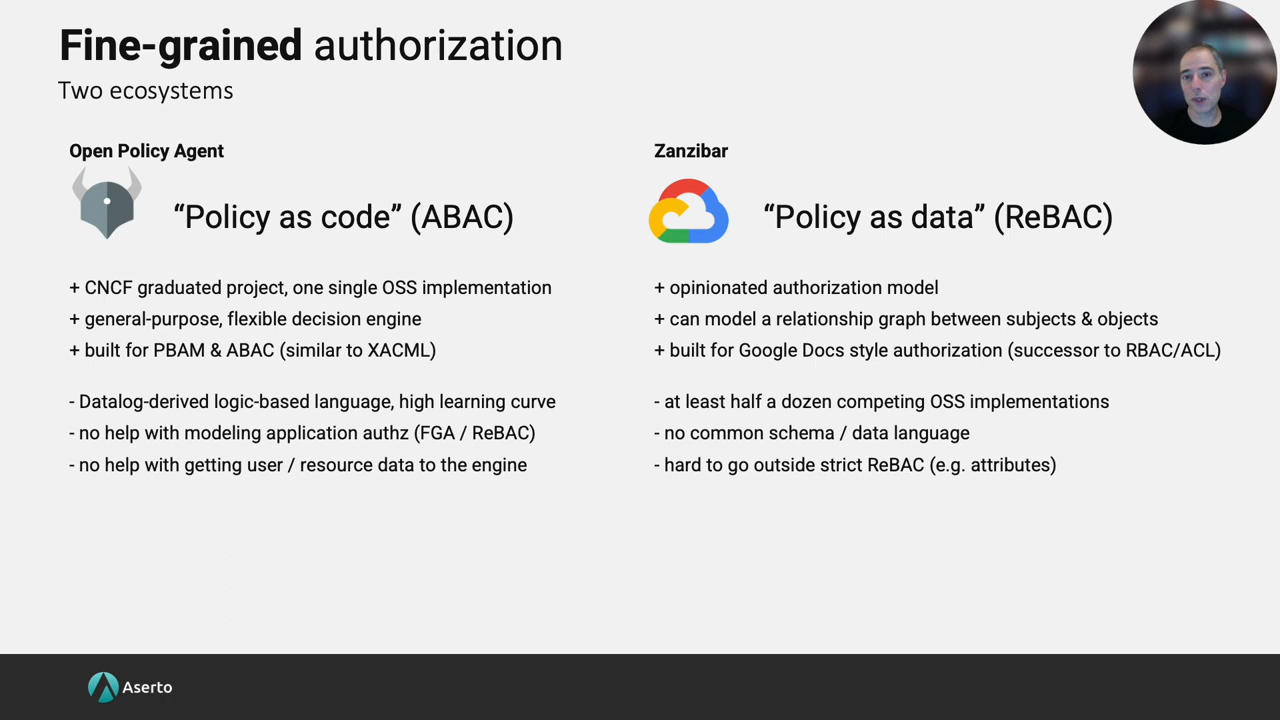 Fine-grained authorization
Two ecosystems
Open Policy Agent
“Policy as code” (ABAC)
+ CNCF graduated project, one single OSS implementation
+ general-purpose, flexible decision engine
+ built for PBAM & ABAC (similar to XACML)
- Datalog-derived logic-based language, high learning curve
- no help with modeling application authz (FGA / ReBAC)
- no help with getting user / resource data to the engine
Zanzibar
“Policy as data” (ReBAC)
+ opinionated authorization model
+ can model a relationship graph between subjects & objects
+ built for Google Docs style authorization (successor to RBAC/ACL)
- at least half a dozen competing OSS implementations
- no common schema / data language
- hard to go outside strict ReBAC (e.g. attributes)
Aserto